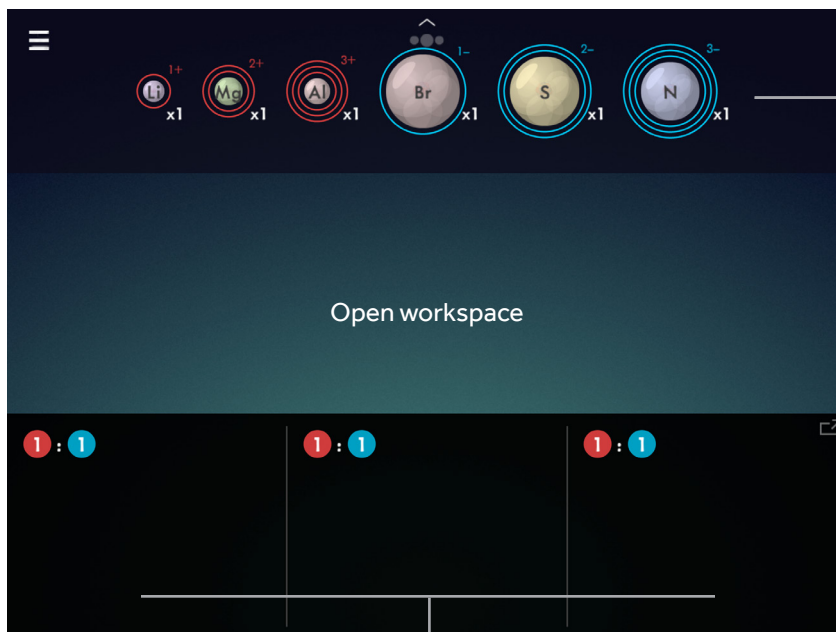 1+ 2+ 3+ 1– 2– 3–
Li Mg Al Br S N
x1 x1 x1 x1 x1 x1
Open workspace
1 : 1 1 : 1 1 : 1